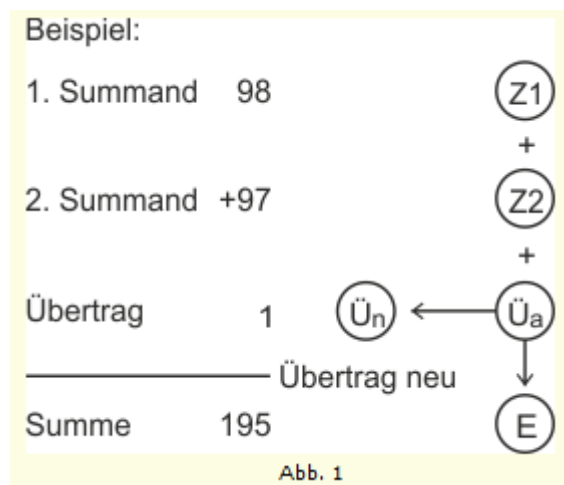 Beispiel:
1. Summand 98 Z1
+
2. Summand +97 Z2
+
Übertrag 1 Ün Üa
Übertrag neu
Summe 195 E
Abb. 1